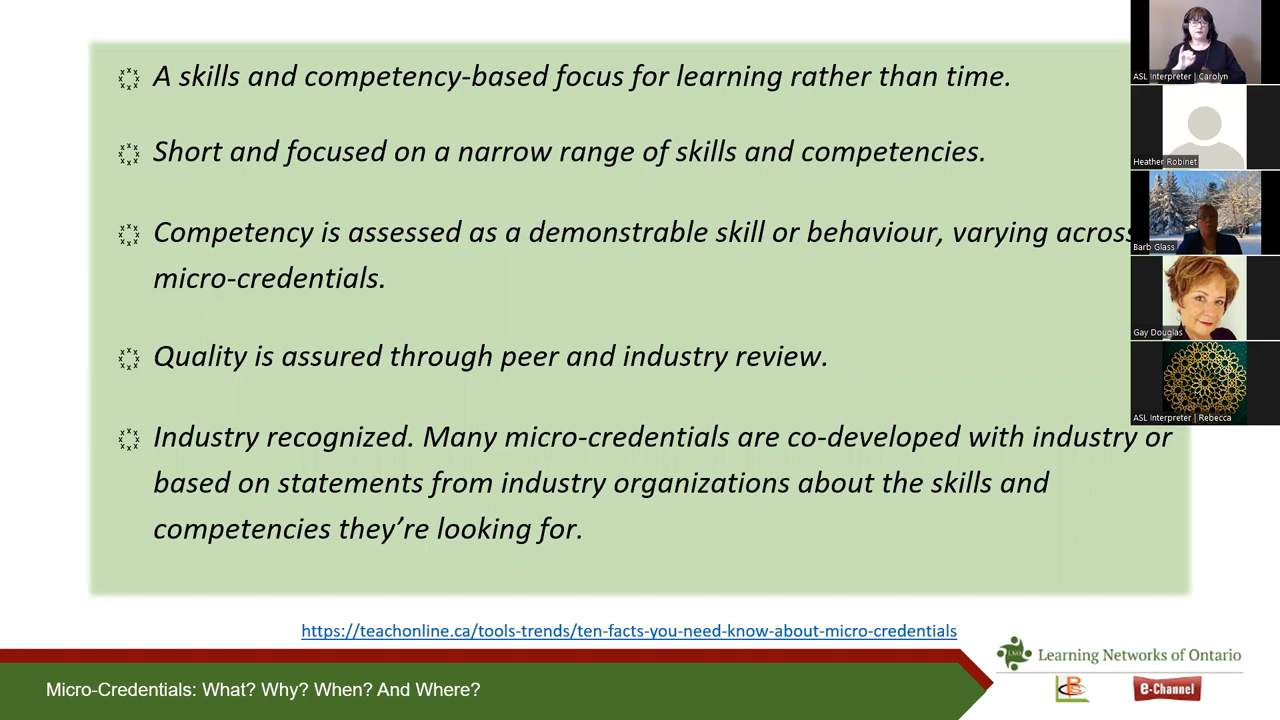 A skills and competency-based focus for learning rather than time.
Short and focused on a narrow range of skills and competencies.
Competency is assessed as a demonstrable skill or behaviour, varying across
micro-credentials.
Quality is assured through peer and industry review.
Industry recognized. Many micro-credentials are co-developed with industry or
based on statements from industry organizations about the skills and
competencies they’re looking for.
https://teachonline.ca/tools-trends/ten-facts-you-need-know-about-micro-credentials
Micro-Credentials: What? Why? When? And Where?
LNO
Learning Networks of Ontario
e-Channel
ASL Interpreter | Carolyn
Heather Robinet
Barb Glass
Gay Douglas
ASL Interpreter | Rebecca